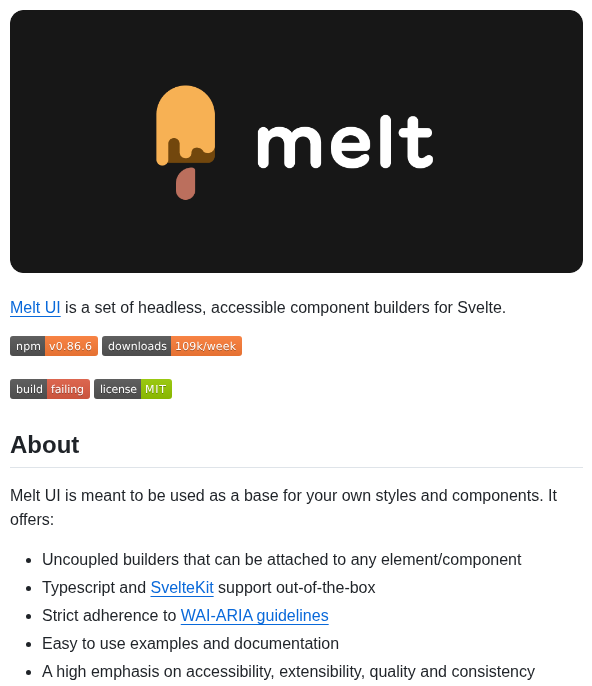 melt
Melt UI is a set of headless, accessible component builders for Svelte.
npm v0.86.6 downloads 109k/week
build failing license MIT
About
Melt UI is meant to be used as a base for your own styles and components. It
offers:
Uncoupled builders that can be attached to any element/component
Typescript and SvelteKit support out-of-the-box
Strict adherence to WAI-ARIA guidelines
Easy to use examples and documentation
A high emphasis on accessibility, extensibility, quality and consistency